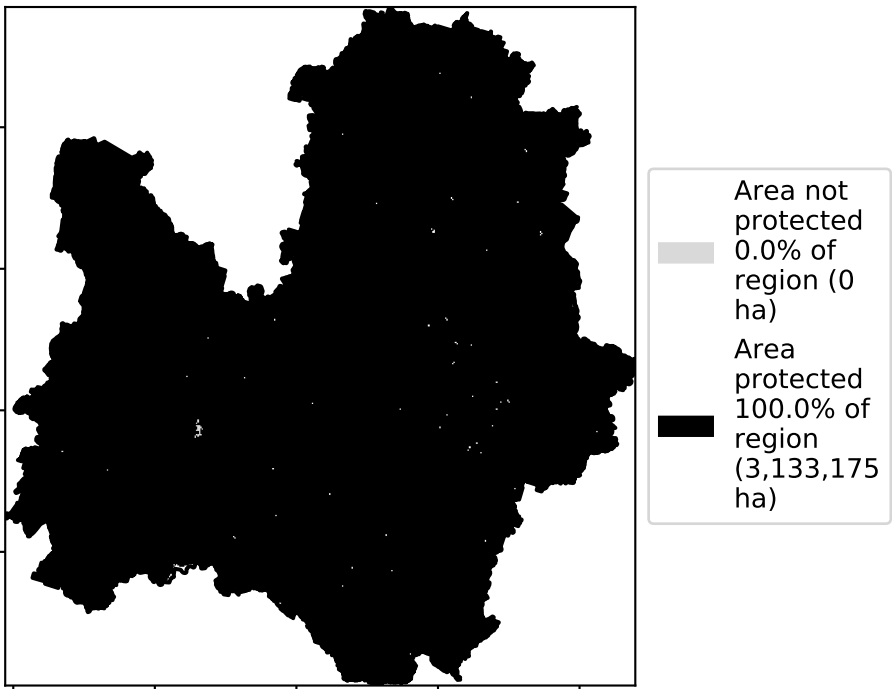 Area not
protected
0.0% of
region (0
ha)
Area
protected
100.0% of
region
(3,133,175
ha)